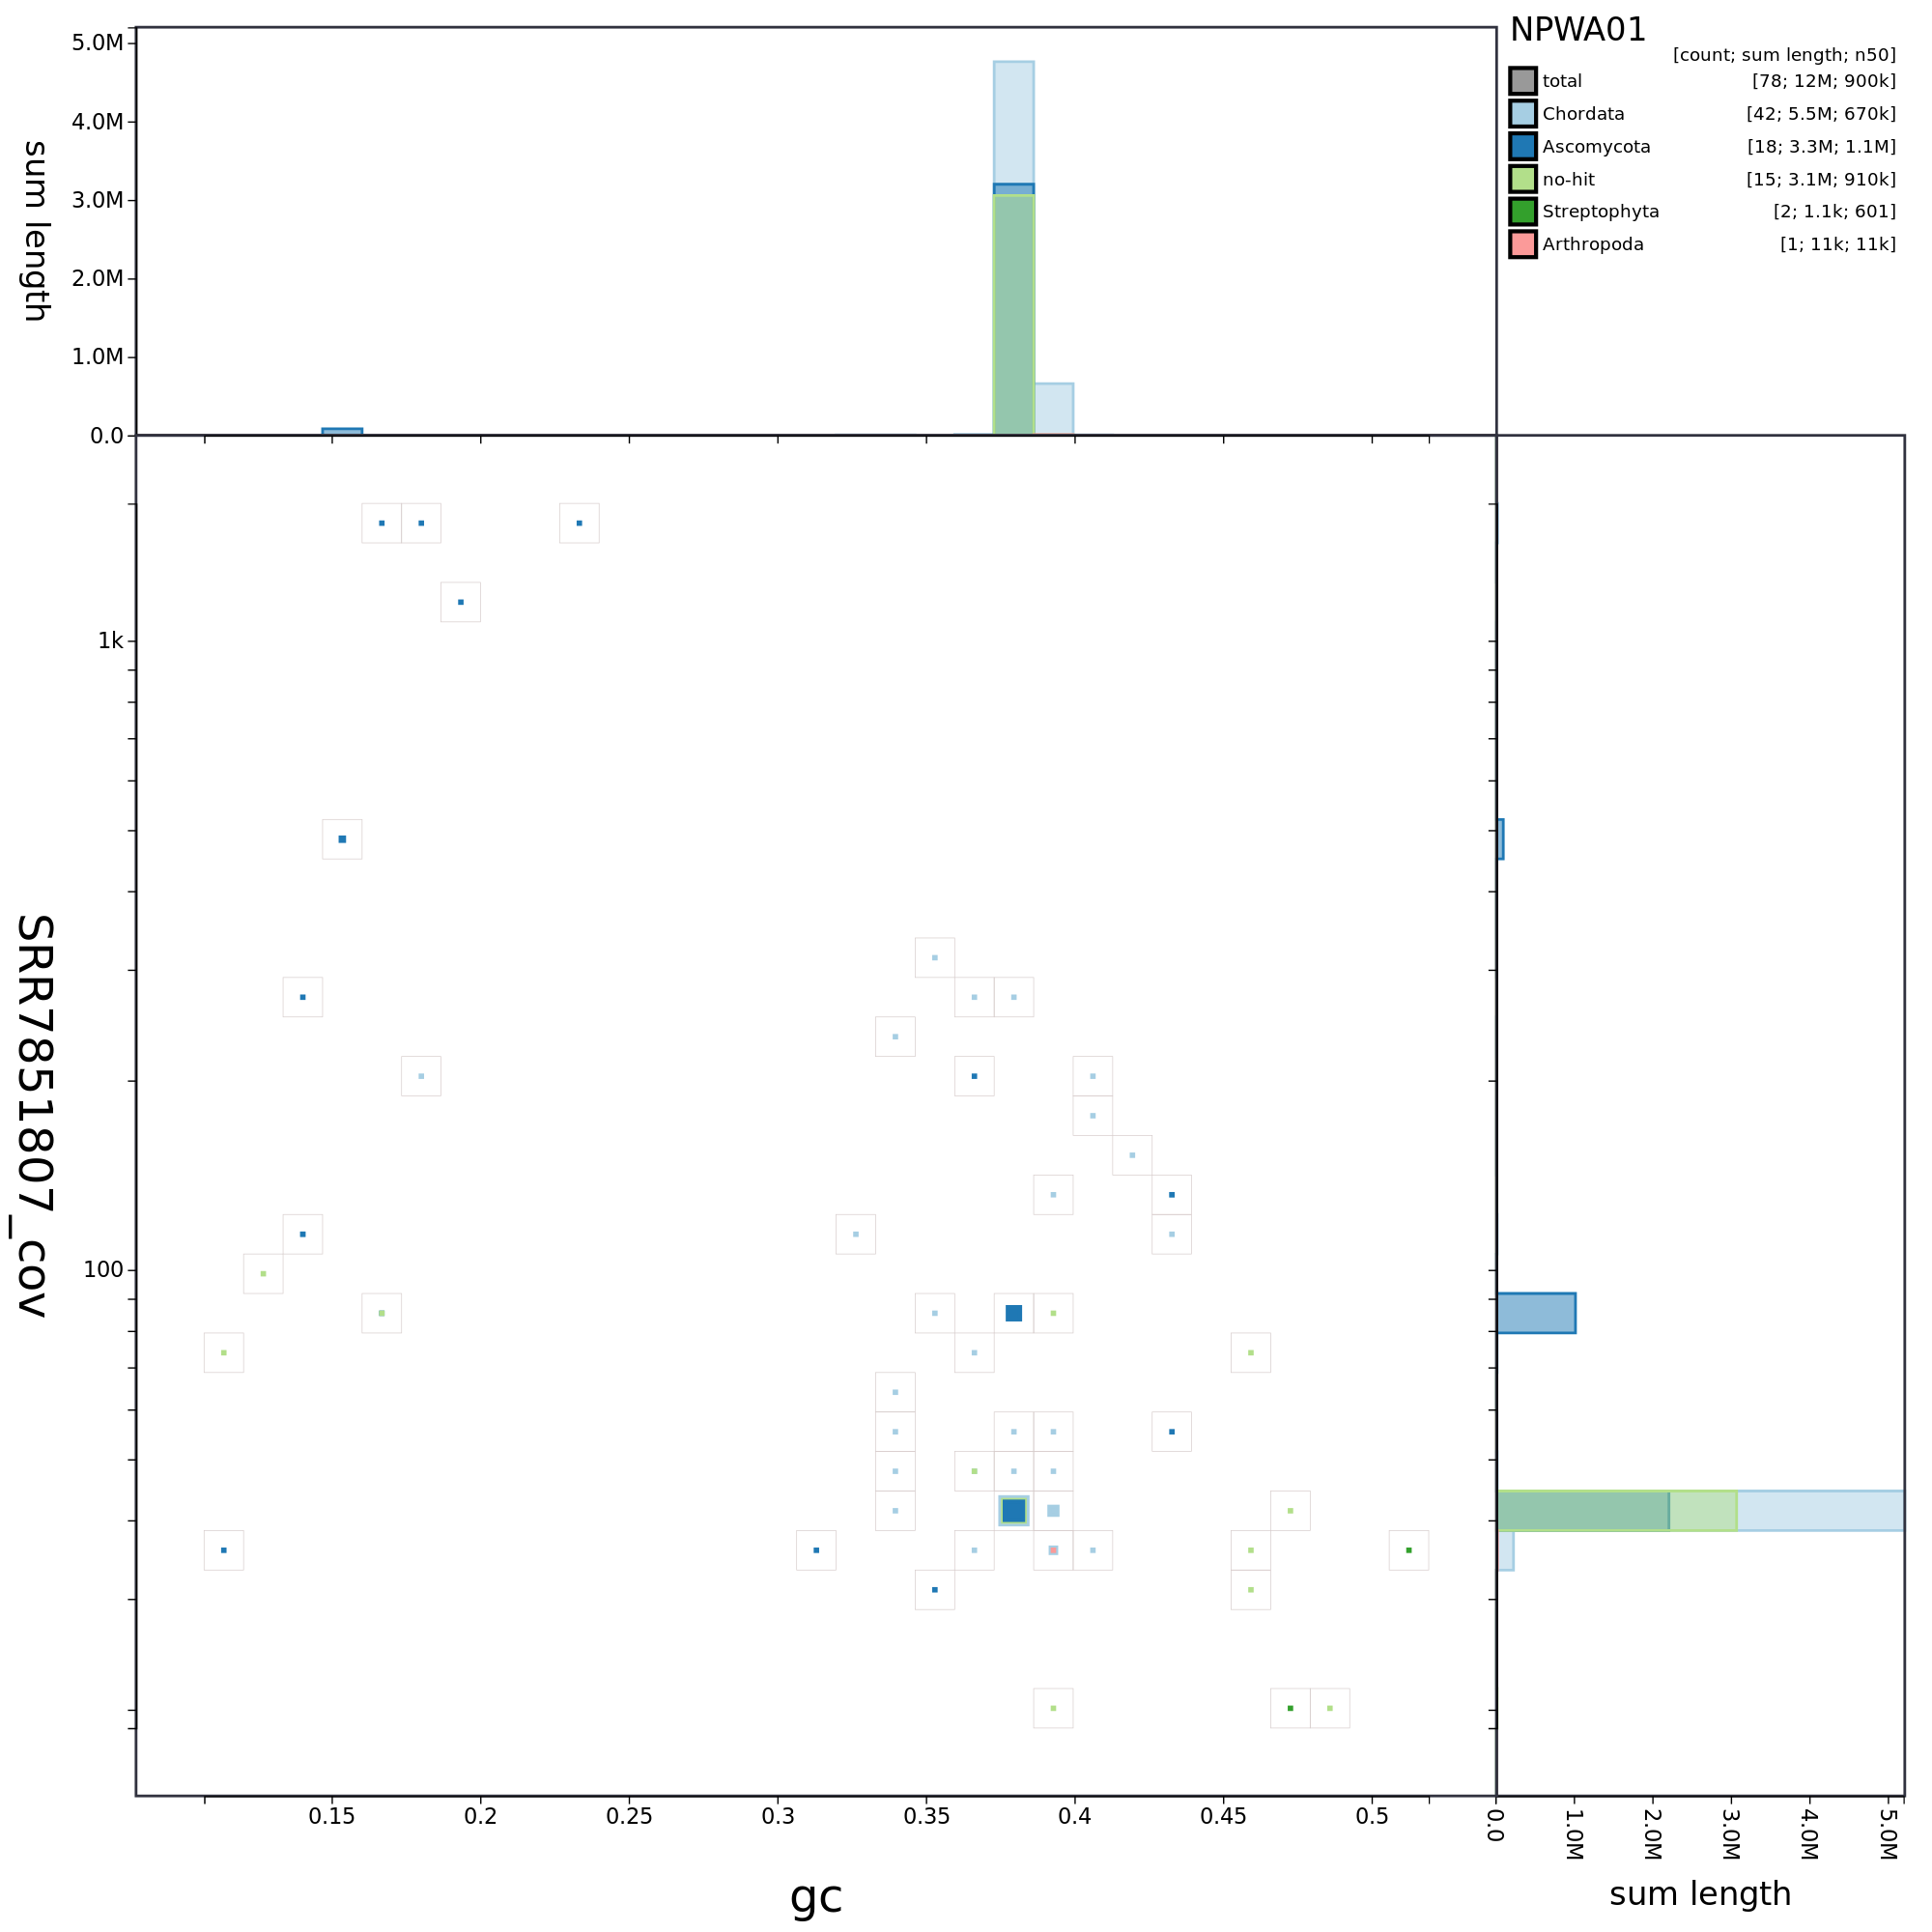 NPWA01
[count; sum length; n50]
total [78; 12M; 900k]
Chordata [42; 5.5M; 670k]
Ascomycota [18; 3.3M; 1.1M]
no-hit [15; 3.1M; 910k]
Streptophyta [2; 1.1k; 601]
Arthropoda [1; 11k; 11k]
sum length
5.0M
4.0M
3.0M
2.0M
1.0M
0.0
SRR7851807_cov
1k
100
0.15 0.2 0.25 0.3 0.35 0.4 0.45 0.5
gc
0.0 1.0M 2.0M 3.0M 4.0M 5.0M
sum length